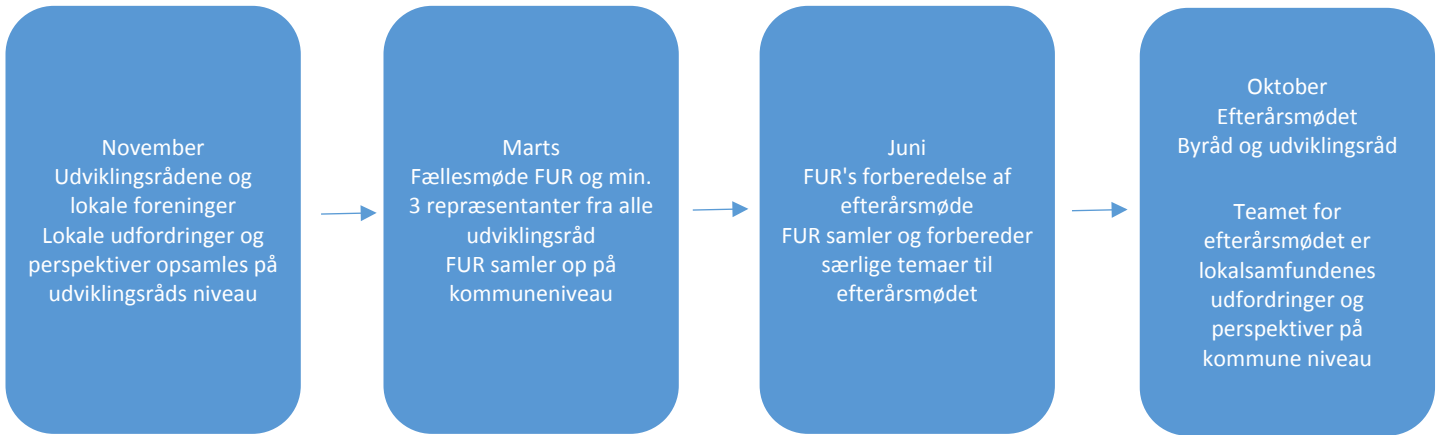 November
Udviklingsrådene og
lokale foreninger
Lokale udfordringer og
perspektiver opsamles på
udviklingsråds niveau
Marts
Fællesmøde FUR og min.
3 repræsentanter fra alle
udviklingsråd
FUR samler op på
kommuneniveau
Juni
FUR's forberedelse af
efterårsmøde
FUR samler og forbereder
særlige temaer til
efterårsmødet
Oktober
Efterårsmødet
Byråd og udviklingsråd
Teamet for
efterårsmødet er
lokalsamfundenes
udfordringer og
perspektiver på
kommune niveau